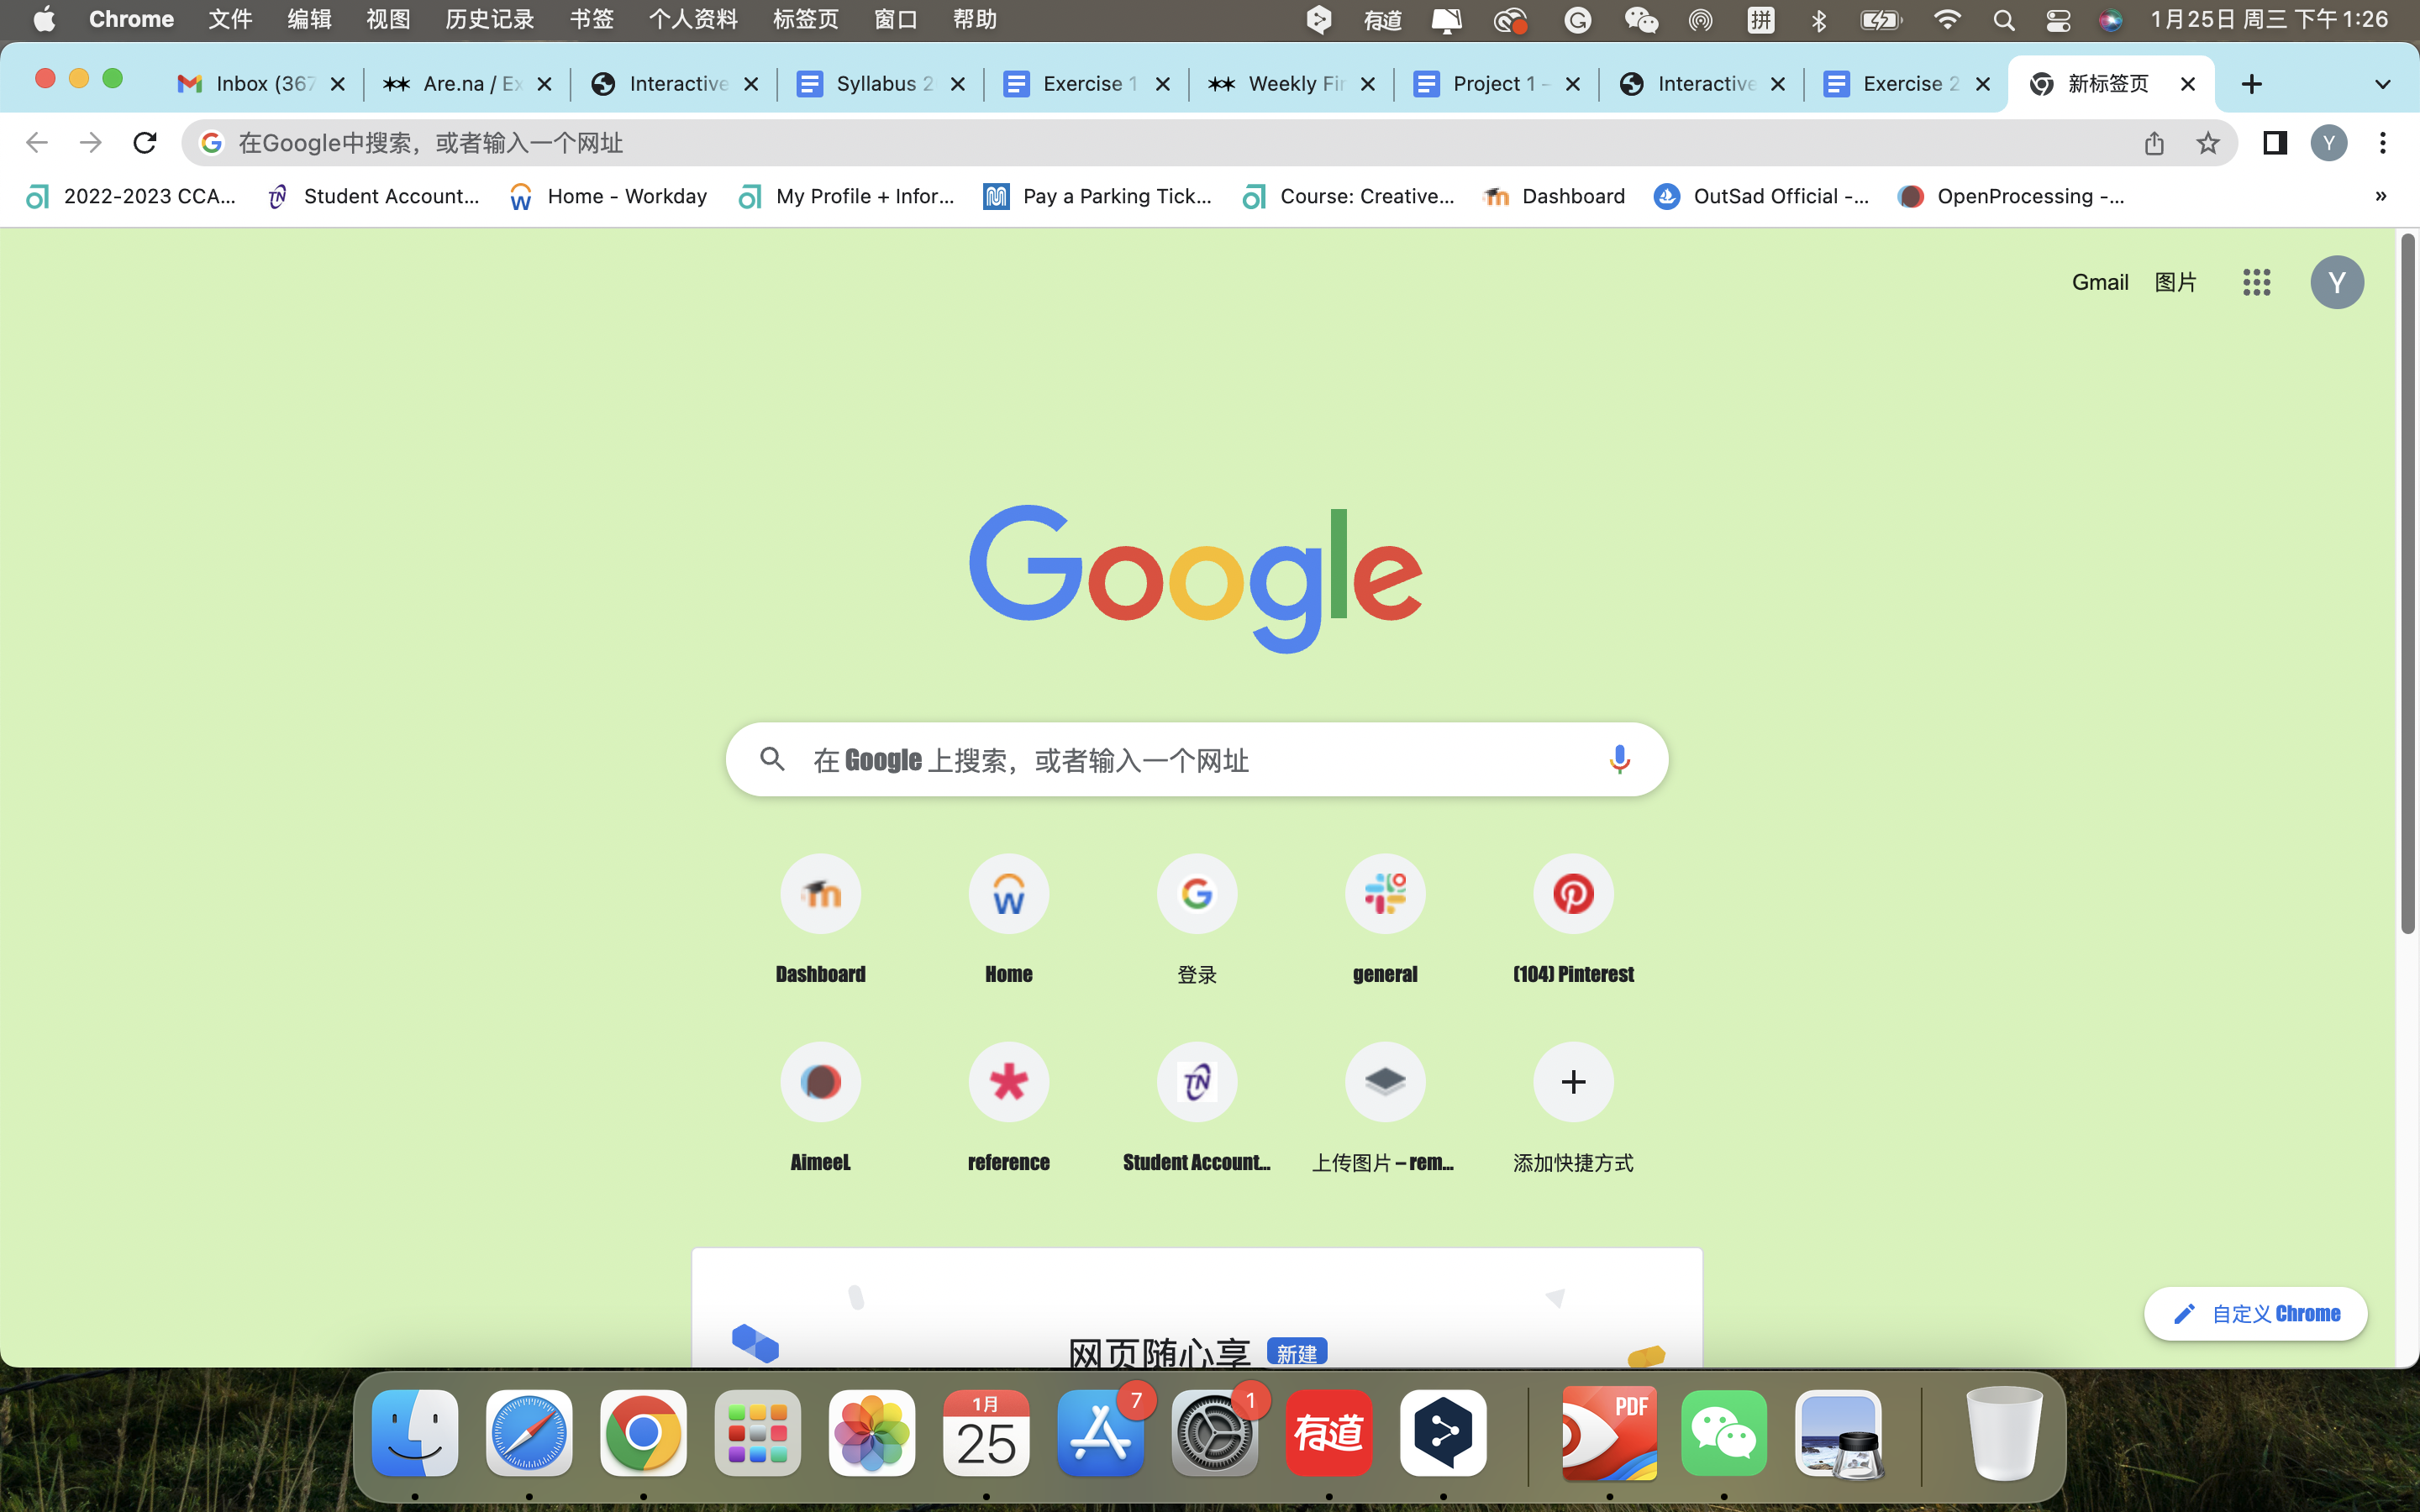 Chrome 文件 编辑 视图 历史记录 书签 个人资料 标签页 窗口 帮助 有道 拼 1月25日 周三 下午1:26
Inbox (367 Are.na / Ex Interactive Syllabus 2 Exercise 1 Weekly Fir Project 1 - Interactive Exercise 2 新标签页
在Google中搜索，或者输入一个网址 Y
2022-2023 CCA... Student Account... Home - Workday My Profile + Infor... Pay a Parking Tick... Course: Creative... Dashboard OutSad Official -... OpenProcessing -... »
Gmail 图片 Y
Google
在 Google 上搜索，或者输入一个网址
Dashboard Home 登录 general (104) Pinterest
AimeeL reference Student Account... 上传图片 – rem... 添加快捷方式
网页随心享 新建
自定义 Chrome
1月 7 1 PDF
25 有道